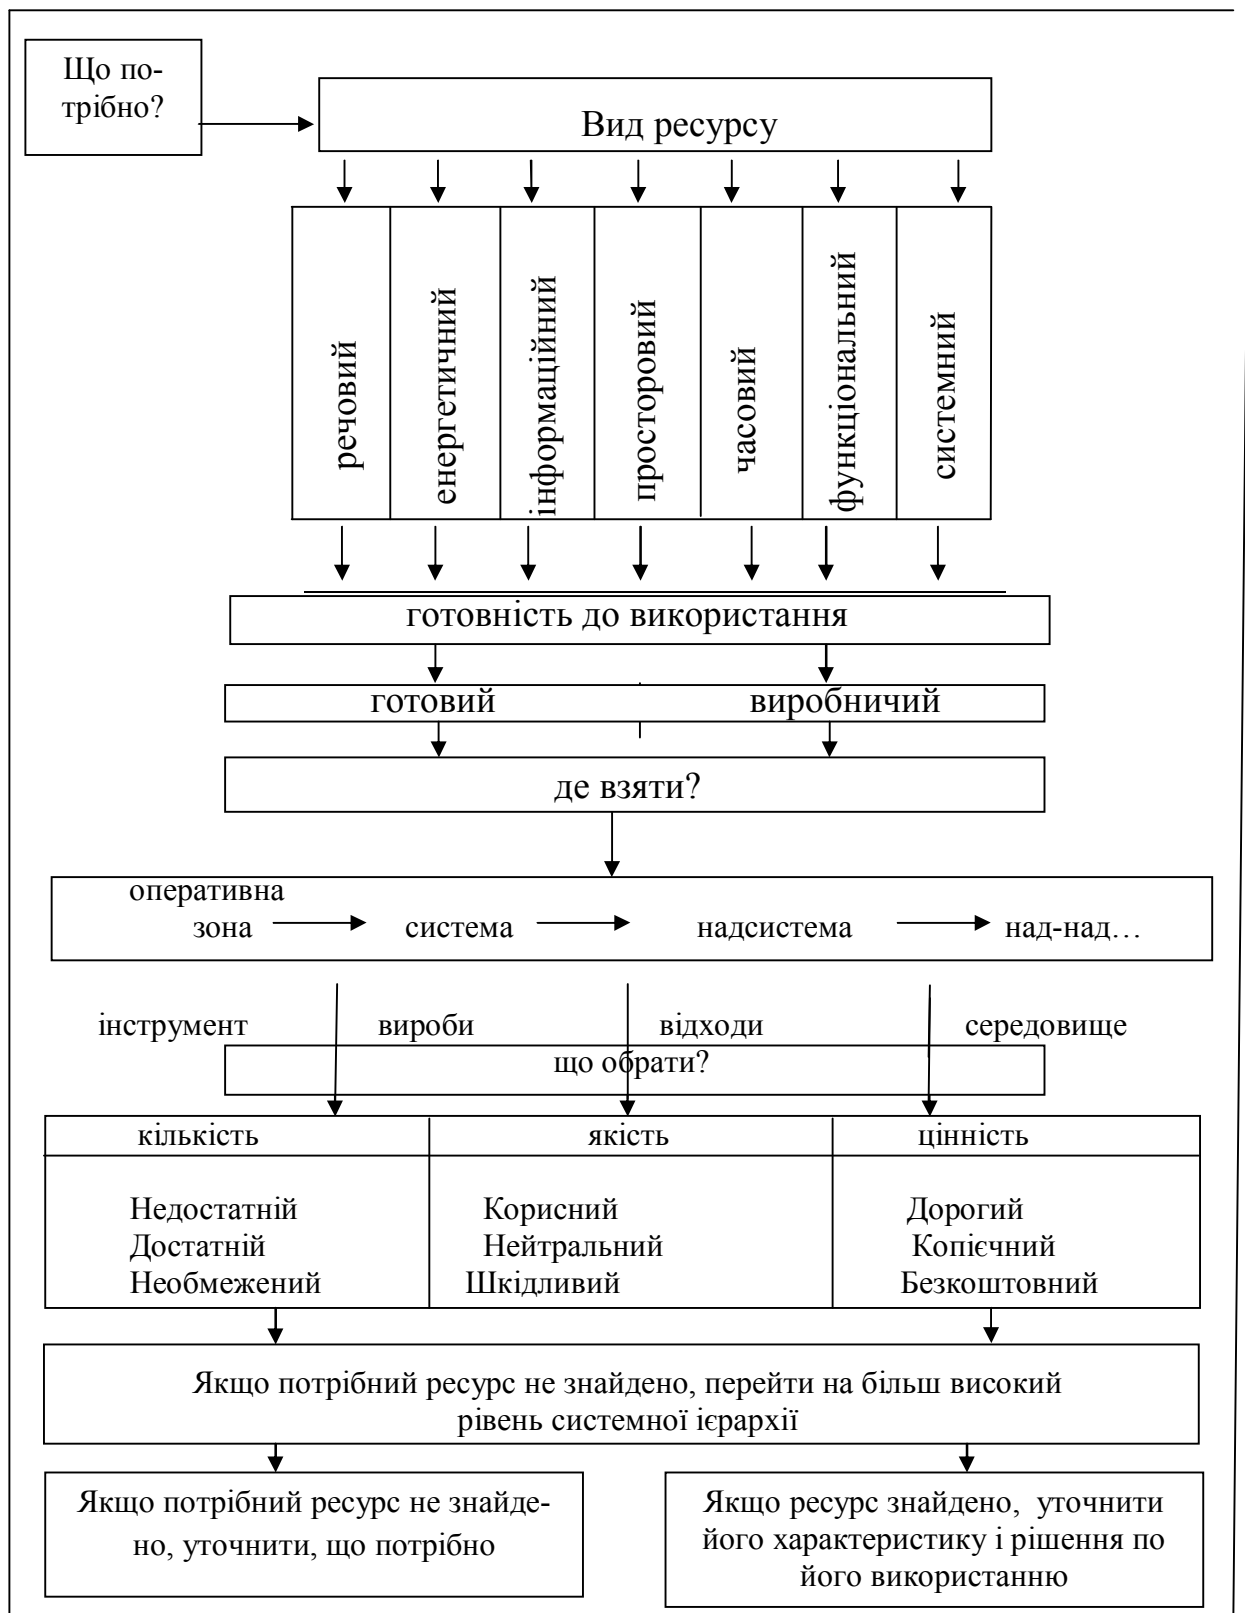 Що по-
трібно?
Вид ресурсу
речовий
енергетичний
інформаційний
просторовий
часовий
функціональний
системний
готовність до використання
готовий виробничий
де взяти?
оперативна
зона система надсистема над-над…
інструмент вироби відходи середовище
що обрати?
кількість якість цінність
Недостатній Корисний Дорогий
Достатній Нейтральний Копієчний
Необмежений Шкідливий Безкоштовний
Якщо потрібний ресурс не знайдено, перейти на більш високий
рівень системної ієрархії
Якщо потрібний ресурс не знайде-
но, уточнити, що потрібно
Якщо ресурс знайдено, уточнити
його характеристику і рішення по
його використанню